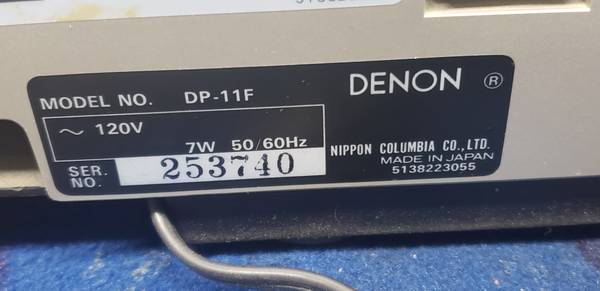 DENON ®
MODEL NO. DP-11F
~ 120V
7W 50/60Hz
NIPPON COLUMBIA CO., LTD.
MADE IN JAPAN
5138223055
SER. NO. 253740